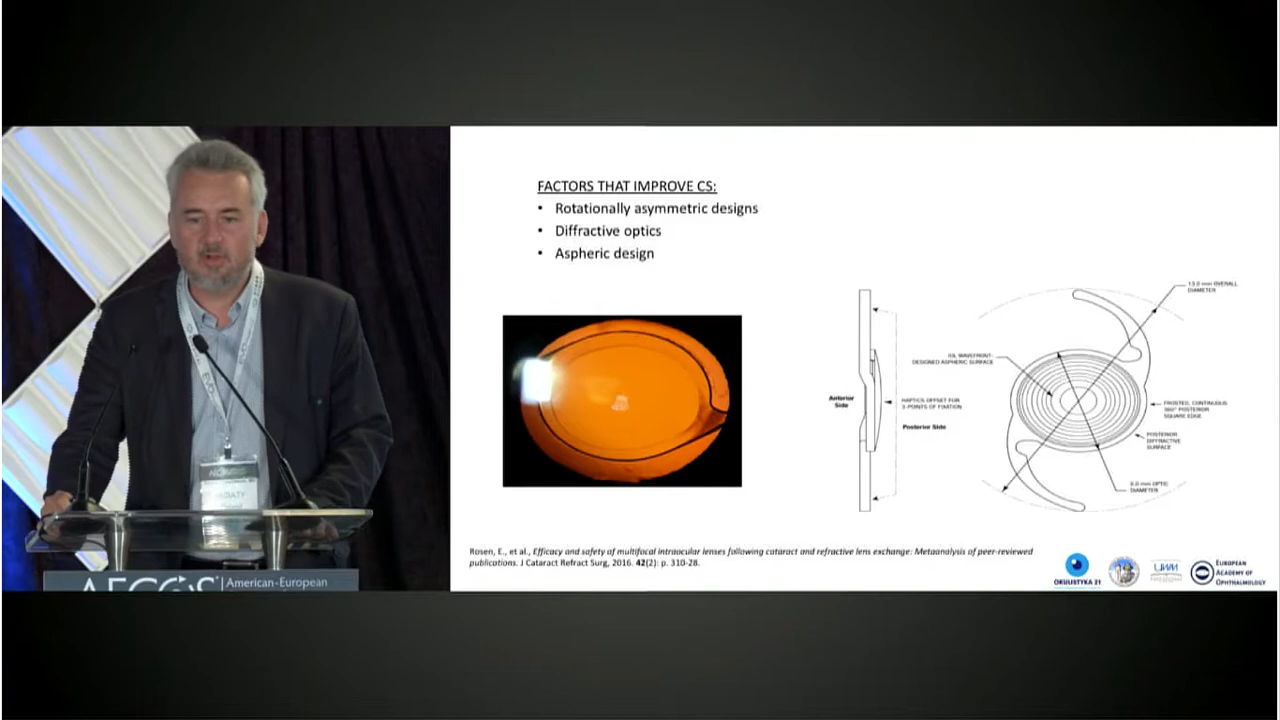 FACTORS THAT IMPROVE CS:
• Rotationally asymmetric designs
• Diffractive optics
• Aspheric design
13.0 mm OVERALL
DIAMETER
WAVEFRONT-
DESIGNED ASPHERIC SURFACE
Anterior
Side
HAPTICS OFFSET FOR
3-POINTS OF FIXATION
FROSTED, CONTINUOUS
360° POSTERIOR
SQUARE EDGE
Posterior Side
POSTERIOR
DIFFRACTIVE
SURFACE
6.0 mm OPTIC
DIAMETER
Rosen, E., et al., Efficacy and safety of multifocal intraocular lenses following cataract and refractive lens exchange: Metaanalysis of peer-reviewed
publications. J Cataract Refract Surg, 2016. 42(2): p. 310-28.
OKULISTYKA 21
UWM
EUROPEAN
ACADEMY OF
OPHTHALMOLOGY
American-European